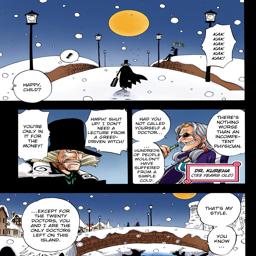 KAK
KAK
KAK
KAK
KAK!
HAPPY,
CHILD?
THERE'S
NOTHING
WORSE
THAN AN
INCOMPE-
TENT
PHYSICIAN.
HAD YOU
NOT CALLED
YOURSELF A
DOCTOR...
HUNDREDS
OF PEOPLE
WOULDN'T
HAVE
SUFFERED
FROM A
SIMPLE
COLD.
DR. KUREHA
(139 YEARS OLD)
HMPH! SHUT
UP! I DON'T
NEED A
LECTURE FROM
A GREED-
DRIVEN WITCH!
YOU'RE
ONLY IN
IT FOR
THE
MONEY!
THAT'S MY
STYLE.
YOU
KNOW
...
...EXCEPT FOR
THE TWENTY
DOCTORS,
YOU AND I ARE
THE ONLY
DOCTORS LEFT
ON THIS
ISLAND.